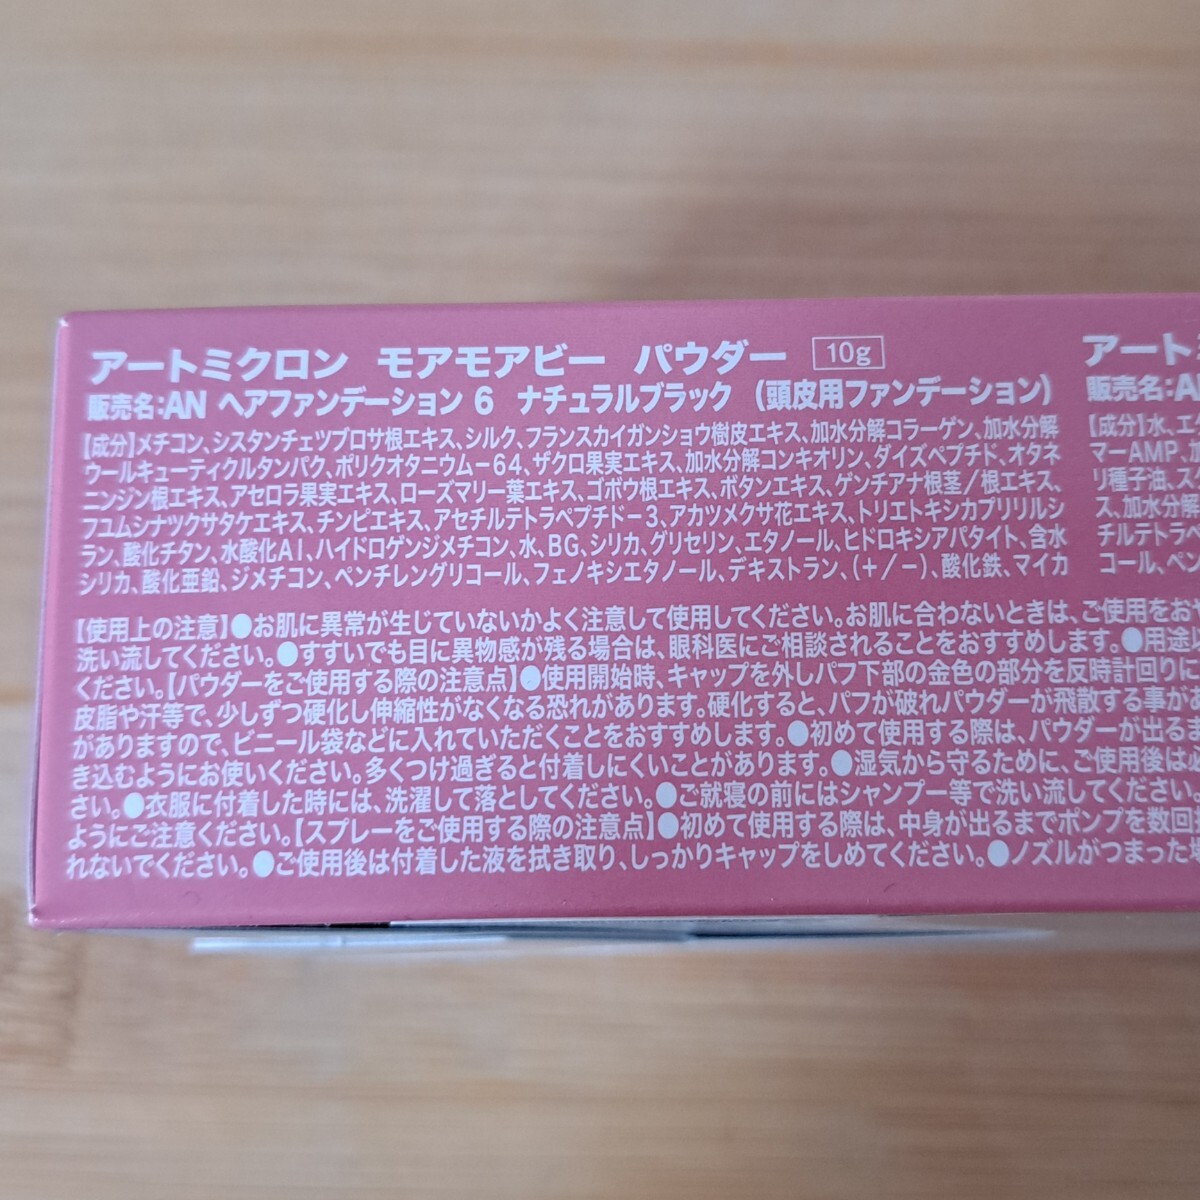 アートミクロン モアモアビー パウダー 10g
販売名:AN ヘアファンデーション6 ナチュラルブラック (頭皮用ファンデーション)
【成分】メチコン、シスタンチェツブロサ根エキス、シルク、フランスカイガンショウ樹皮エキス、加水分解コラーゲン、加水分解
ウールキューティクルタンパク、ポリクオタニウム-64、ザクロ果実エキス、加水分解コンキオリン、ダイズペプチド、オタネ
ニンジン根エキス、アセロラ果実エキス、ローズマリー葉エキス、ゴボウ根エキス、ボタンエキス、ゲンチアナ根茎/根エキス、
フユムシナツクサタケエキス、チンピエキス、アセチルテトラペプチド-3、アカツメクサ花エキス、トリエトキシカプリリルシ
ラン、酸化チタン、水酸化Al、ハイドロゲンジメチコン、水、BG、シリカ、グリセリン、エタノール、ヒドロキシアパタイト、含水
シリカ、酸化亜鉛、ジメチコン、ペンチレングリコール、フェノキシエタノール、デキストラン、(+/-)、酸化鉄、マイカ
アート
販売名:A
【成分】水、エ
マーAMP、加
リ種子油、ス
ス、加水分解
チルテトラペ
コール、ペン
【使用上の注意】●お肌に異常が生じていないかよく注意して使用してください。お肌に合わないときは、ご使用をお
洗い流してください。●すすいでも目に異物感が残る場合は、眼科医にご相談されることをおすすめします。●用途
ください。【パウダーをご使用する際の注意点】●使用開始時、キャップを外しパフ下部の金色の部分を反時計回りに
皮脂や汗等で、少しずつ硬化し伸縮性がなくなる恐れがあります。硬化すると、パフが破れパウダーが飛散する事が
がありますので、ビニール袋などに入れていただくことをおすすめします。●初めて使用する際は、パウダーが出るま
き込むようにお使いください。多くつけ過ぎると付着しにくいことがあります。●湿気から守るために、ご使用後は必
さい。●衣服に付着した時には、洗濯して落としてください。●ご就寝の前にはシャンプー等で洗い流してください。
ようにご注意ください。【スプレーをご使用する際の注意点】●初めて使用する際は、中身が出るまでポンプを数回
れないでください。●ご使用後は付着した液を拭き取り、しっかりキャップをしめてください。●ノズルがつまった